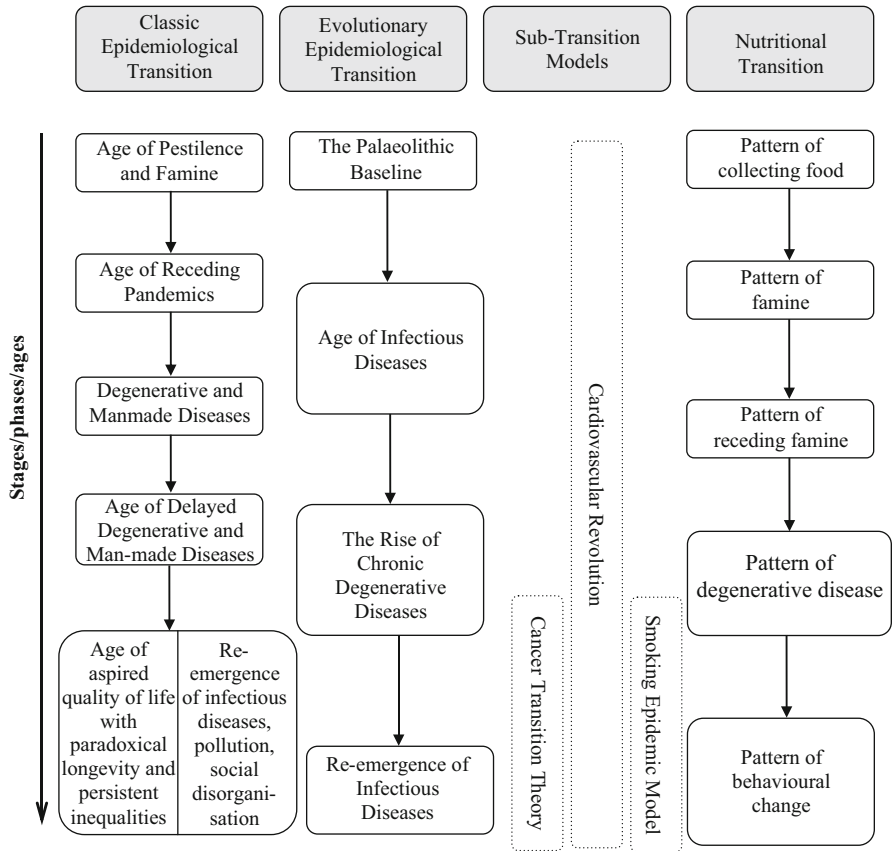 Classic
Epidemiological
Transition
Evolutionary
Epidemiological
Transition
Sub-Transition
Models
Nutritional
Transition
Stages/phases/ages
Age of Pestilence
and Famine
Age of Receding
Pandemics
Degenerative and
Manmade Diseases
Age of Delayed
Degenerative and
Man-made Diseases
Age of
aspired
quality of life
with
paradoxical
longevity and
persistent
inequalities
Re-
emergence
of infectious
diseases,
pollution,
social
disorgani-
sation
The Palaeolithic
Baseline
Age of Infectious
Diseases
The Rise of
Chronic
Degenerative
Diseases
Re-emergence of
Infectious
Diseases
Cancer Transition Theory
Cardiovascular Revolution
Smoking Epidemic Model
Pattern of
collecting food
Pattern of
famine
Pattern of
receding famine
Pattern of
degenerative disease
Pattern of
behavioural
change